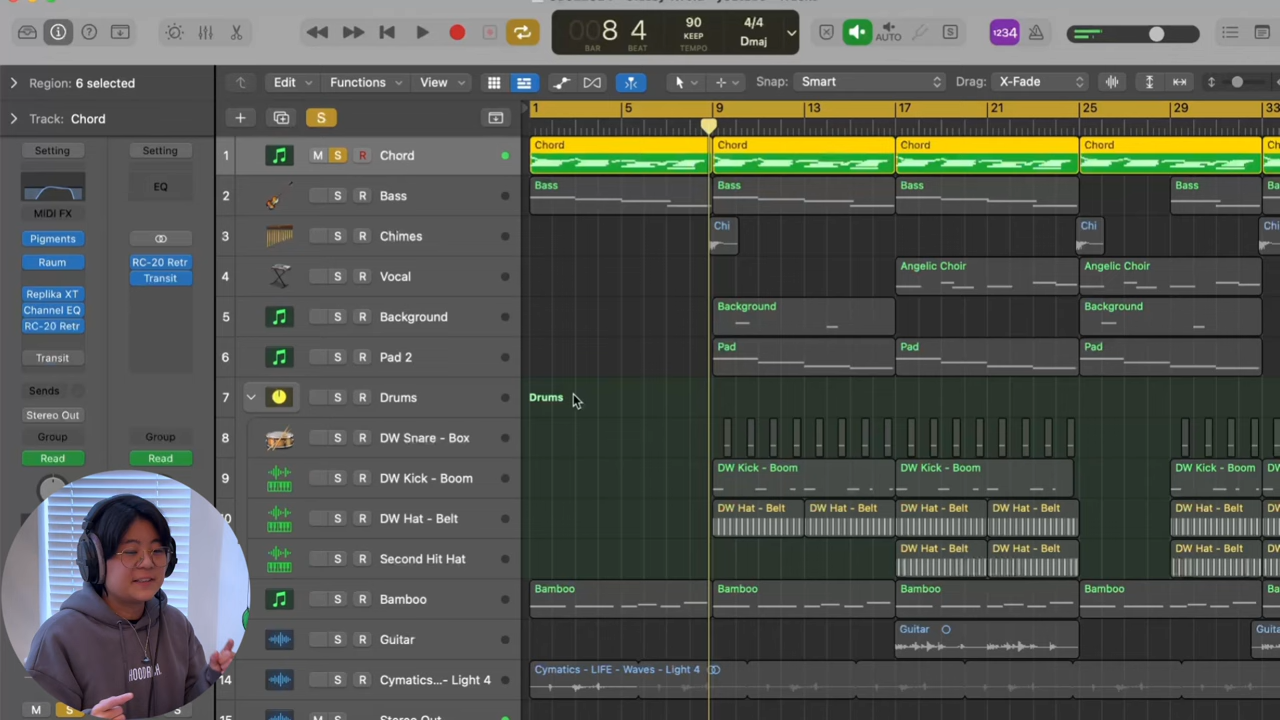 8 4
BAR BEAT
90
KEEP
TEMPO
4/4
Dmaj
AUTO
S
1234
Region: 6 selected
Edit Functions View
Snap: Smart
Drag: X-Fade
Track: Chord
S
1 5 9 13 17 21 25 29 33
Setting Setting
EQ
MIDI FX
Pigments
Raum
RC-20 Retr
Transit
Replika XT
Channel EQ
RC-20 Retr
Transit
Sends
Stereo Out
Group Group
Read Read
M S S
1 M S R Chord
Chord Chord Chord Chord
2 S R Bass
Bass Bass Bass Bass Ba
3 S R Chimes
Chi Chi Chi
4 S R Vocal
Angelic Choir Angelic Choir
5 S R Background
Background Background
6 S R Pad 2
Pad Pad Pad
7 S R Drums
Drums
8 S R DW Snare - Box
9 S R DW Kick - Boom
DW Kick - Boom DW Kick - Boom DW Kick - Boom D
S R DW Hat - Belt
DW Hat - Belt DW Hat - Belt DW Hat - Belt DW Hat - Belt DW Hat - Belt
S R Second Hit Hat
DW Hat - Belt DW Hat - Belt DW Hat - Belt
S R Bamboo
Bamboo Bamboo Bamboo Bamboo Ba
S R Guitar
Guitar Guita
14 S R Cymatics...- Light 4
Cymatics - LIFE - Waves - Light 4